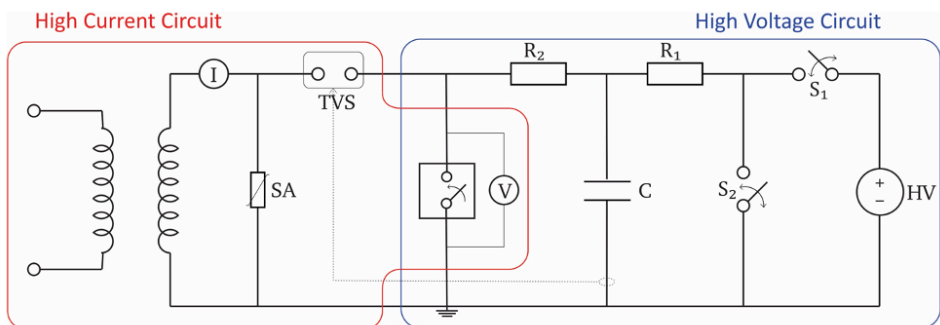 High Current Circuit
High Voltage Circuit
R₂
R₁
I
TVS
S₁
SA
V
C
S₂
+
−
HV